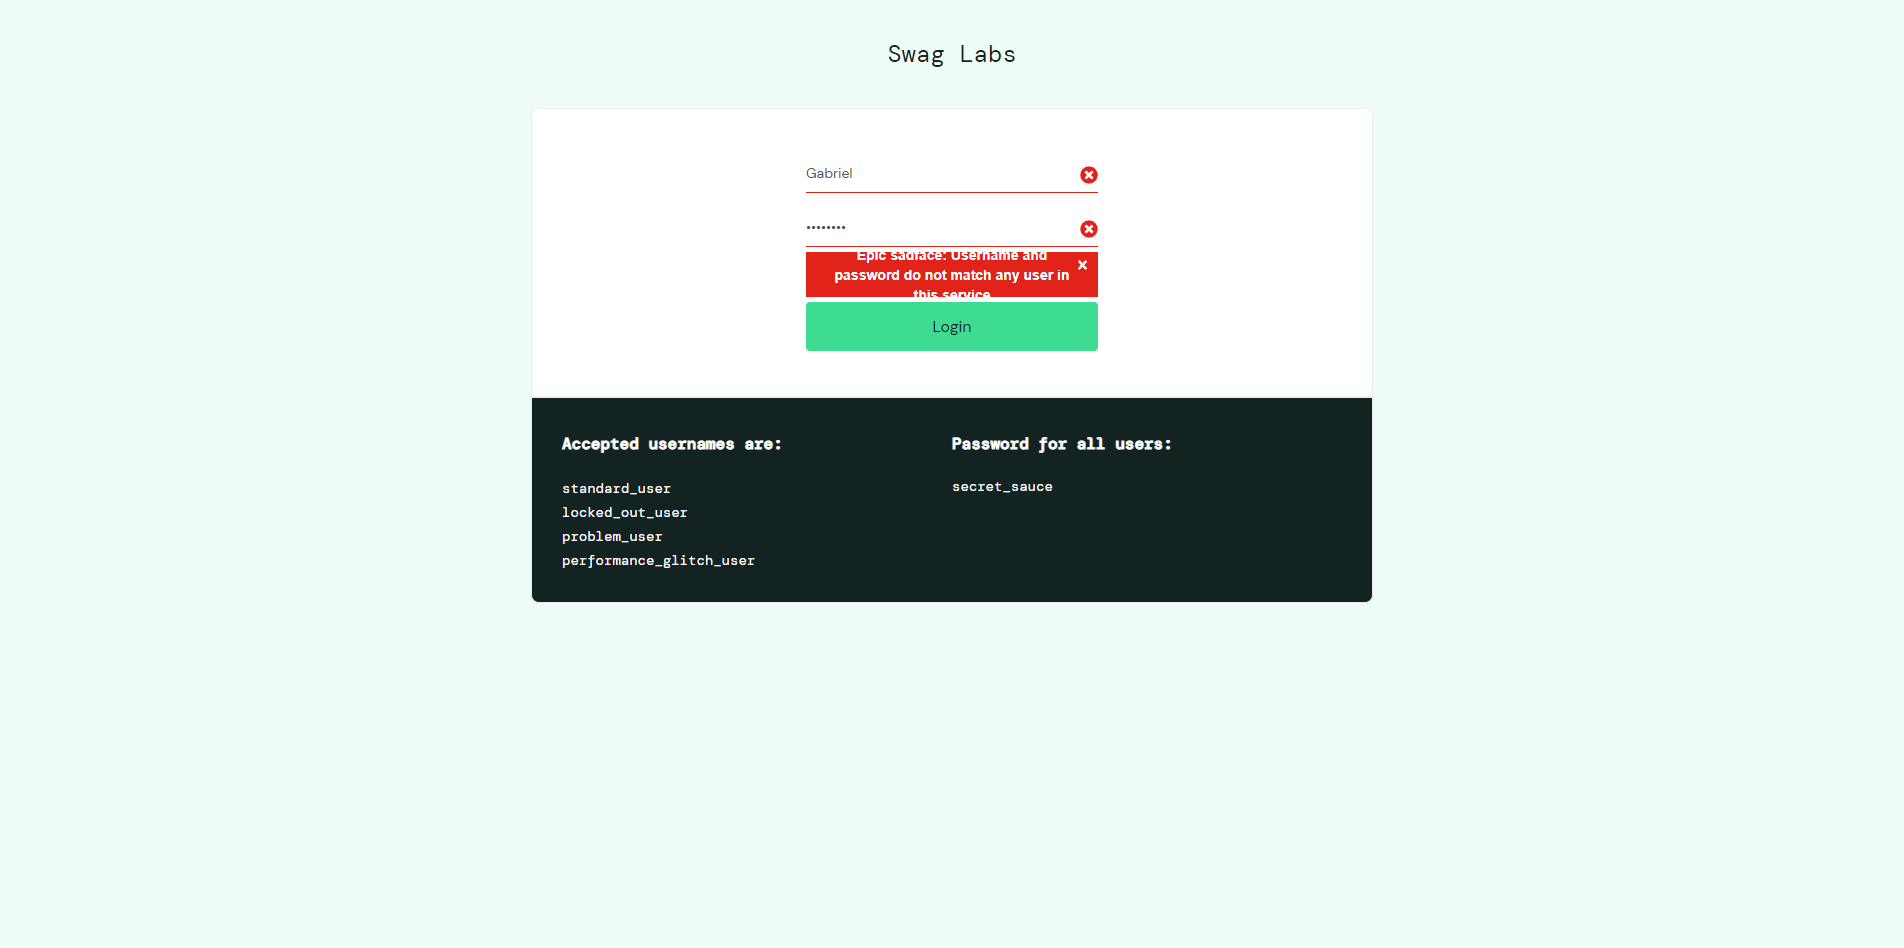 Swag Labs
Gabriel
••••••••
Epic sadface: Username and
password do not match any user in
this service
Login
Accepted usernames are:
standard_user
locked_out_user
problem_user
performance_glitch_user
Password for all users:
secret_sauce